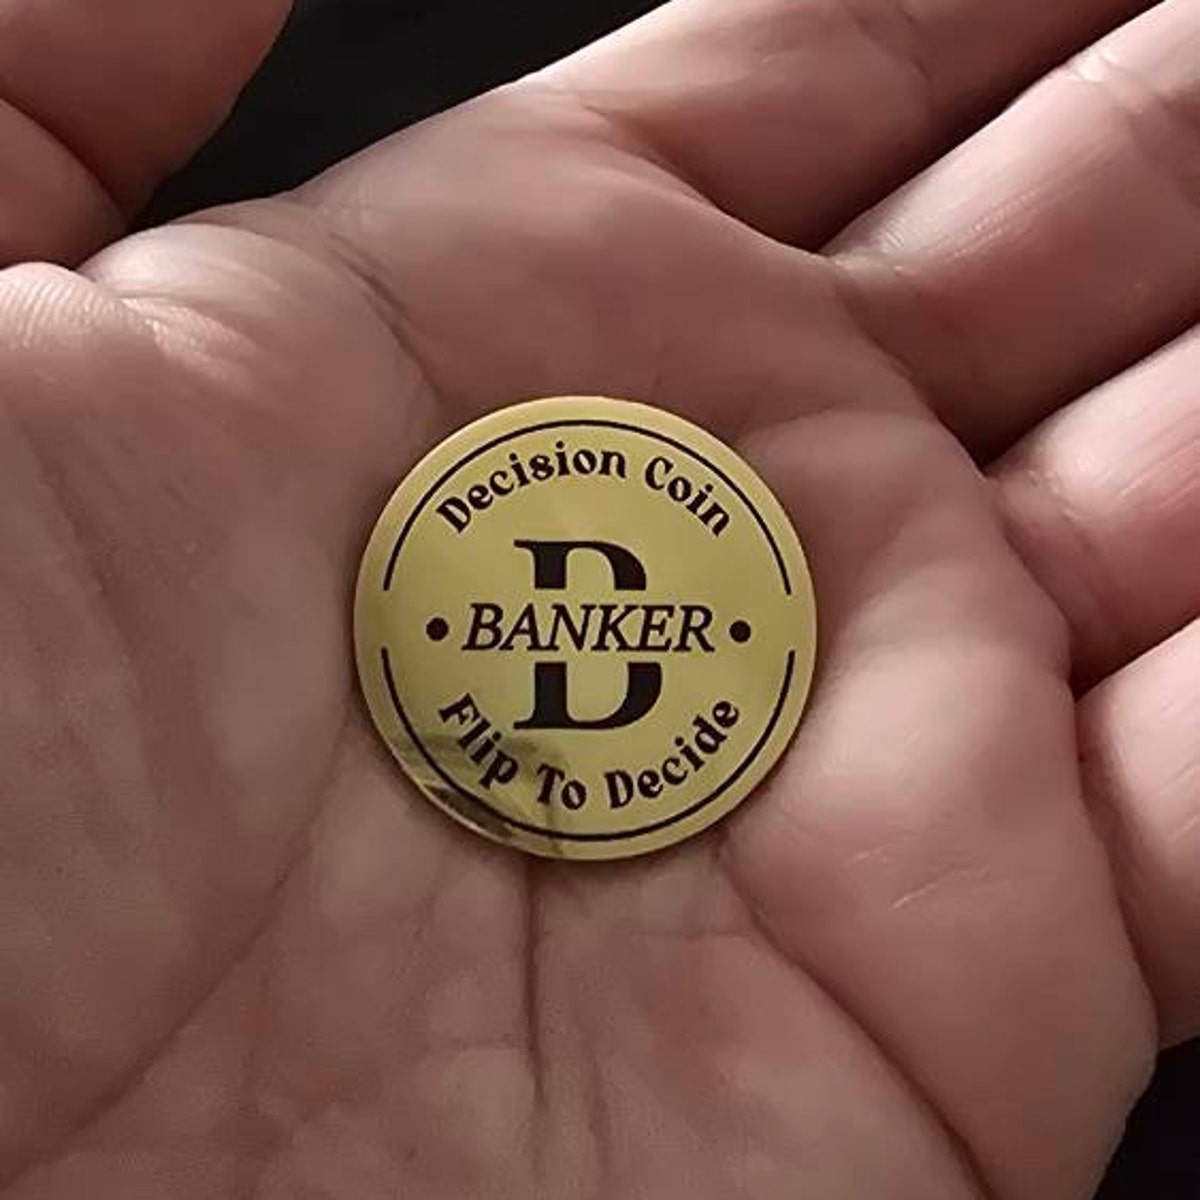 Decision Coin
B
• BANKER •
Flip To Decide